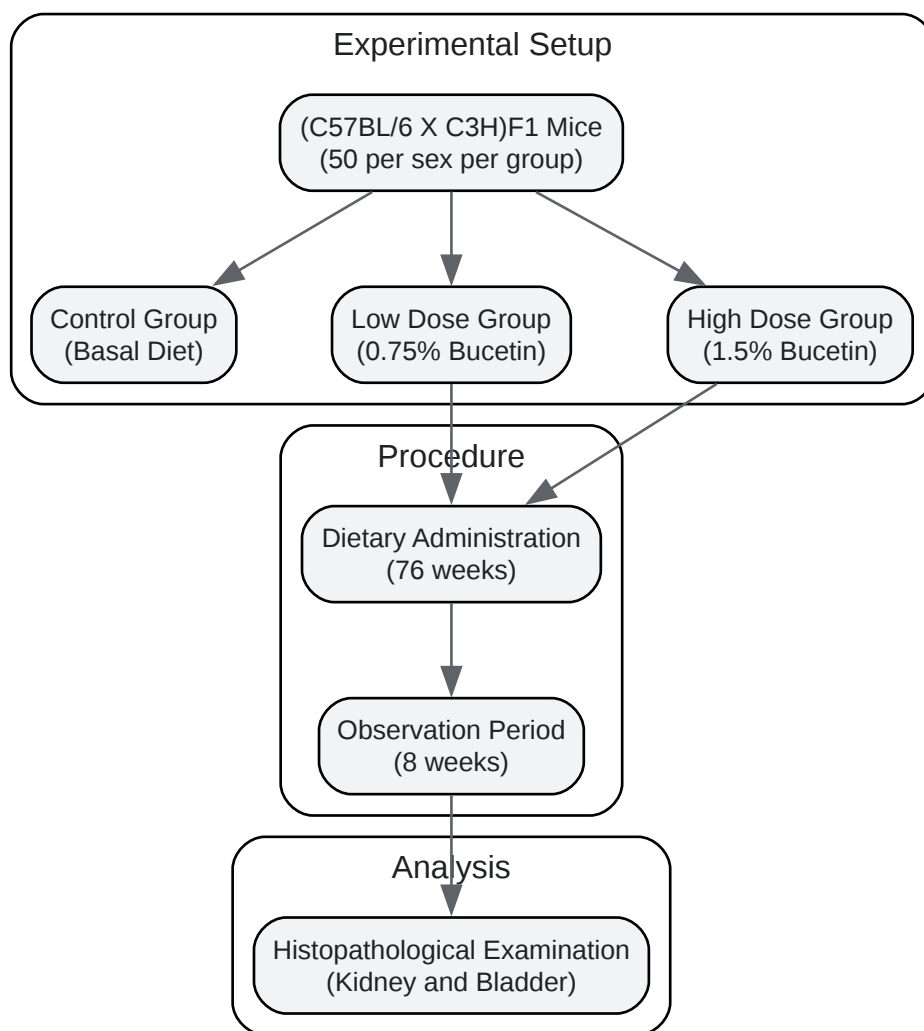 Experimental Setup
(C57BL/6 X C3H)F1 Mice
(50 per sex per group)
Control Group
(Basal Diet)
Low Dose Group
(0.75% Bucetin)
High Dose Group
(1.5% Bucetin)
Procedure
Dietary Administration
(76 weeks)
Observation Period
(8 weeks)
Analysis
Histopathological Examination
(Kidney and Bladder)